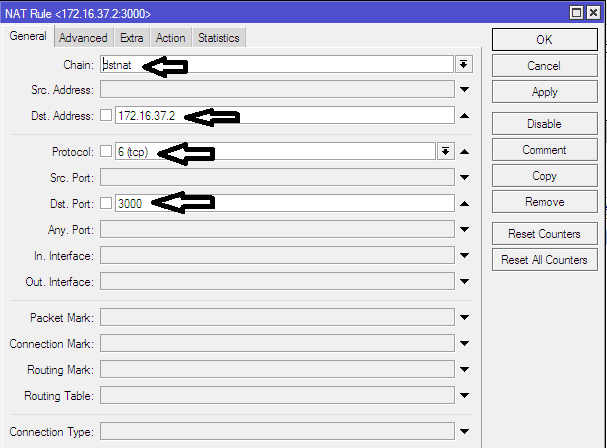 NAT Rule <172.16.37.2:3000>
General Advanced Extra Action Statistics
OK
Chain: dstnat
Cancel
Src. Address:
Apply
Dst. Address: 172.16.37.2
Disable
Protocol: 6 (tcp)
Comment
Src. Port:
Copy
Dst. Port: 3000
Remove
Any. Port:
Reset Counters
In. Interface:
Reset All Counters
Out. Interface:
Packet Mark:
Connection Mark:
Routing Mark:
Routing Table:
Connection Type: